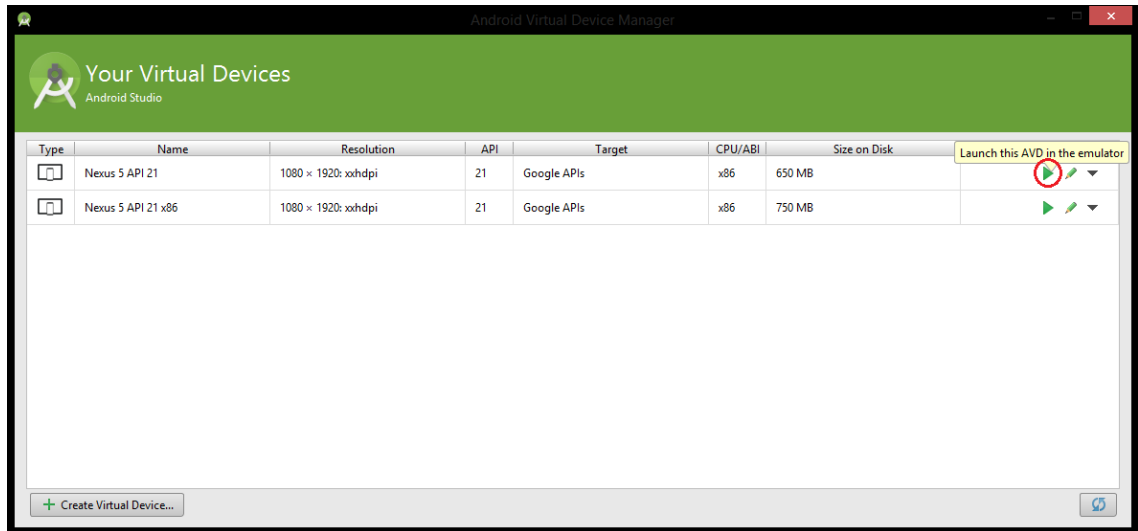 Android Virtual Device Manager
Your Virtual Devices
Android Studio
Type Name Resolution API Target CPU/ABI Size on Disk
Launch this AVD in the emulator
Nexus 5 API 21 1080 × 1920: xxhdpi 21 Google APIs x86 650 MB
Nexus 5 API 21 x86 1080 × 1920: xxhdpi 21 Google APIs x86 750 MB
Create Virtual Device...